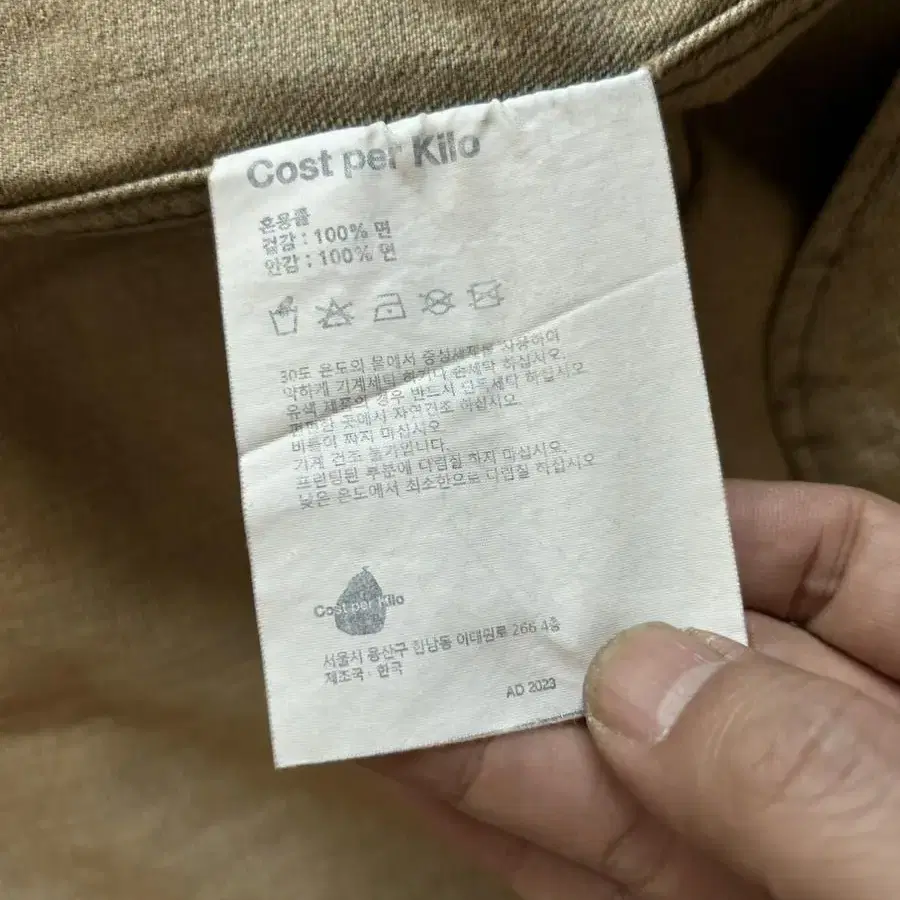 Cost per Kilo
혼용률
겉감 : 100% 면
안감 : 100% 면
30도 온도의 물에서 중성세제를 사용하여
약하게 기계세탁 하거나 손세탁 하십시오.
유색 제품의 경우 반드시 단독세탁 하십시오
편편한 곳에서 자연건조 하십시오
비틀어 짜지 마십시오
기계 건조 불가입니다.
프린팅된 부분에 다림질 하지 마십시오
낮은 온도에서 최소한으로 다림질 하십시오
Cost per Kilo
서울시 용산구 한남동 이태원로 266 4층
제조국 · 한국
AD 2023